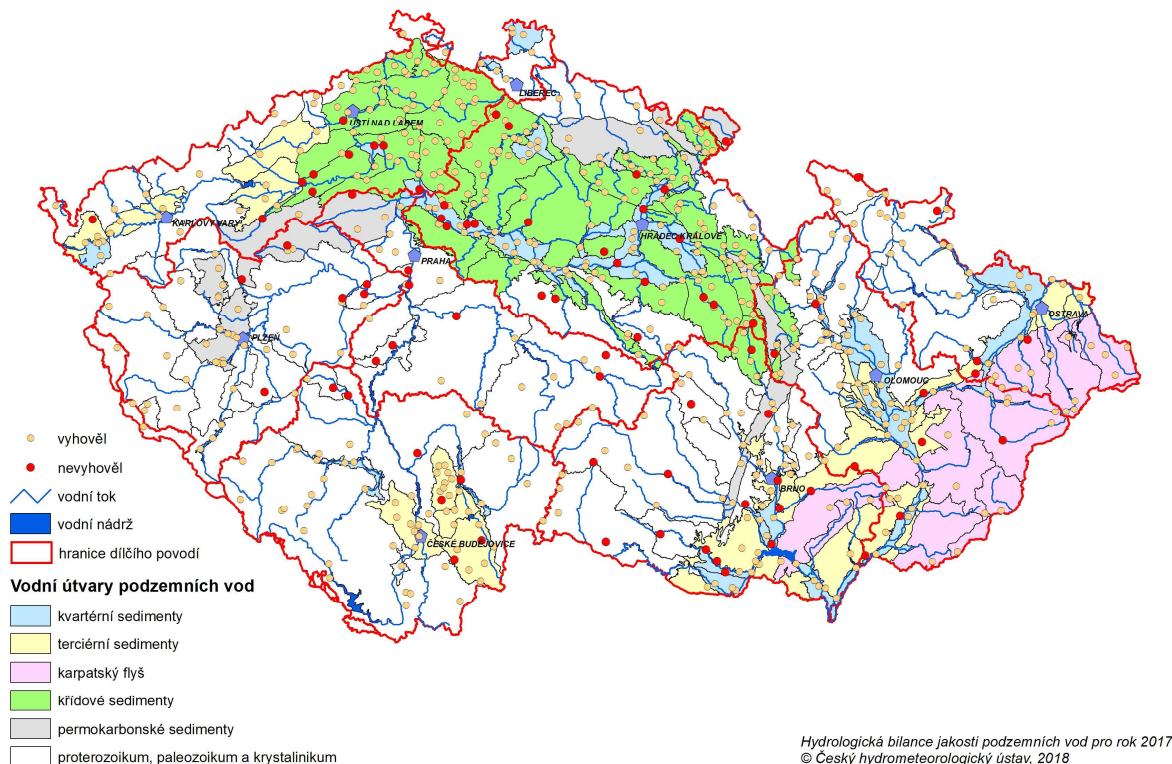 LIBEREC
ÚSTÍ NAD LABEM
KARLOVY VARY
HRADEC KRÁLOVÉ
PRAHA
OSTRAVA
PLZEŇ
OLOMOUC
BRNO
ČESKÉ BUDĚJOVICE
vyhověl
nevyhověl
vodní tok
vodní nádrž
hranice dílčího povodí
Vodní útvary podzemních vod
kvartérní sedimenty
terciérní sedimenty
karpatský flyš
křídové sedimenty
permokarbonské sedimenty
proterozoikum, paleozoikum a krystalinikum
Hydrologická bilance jakosti podzemních vod pro rok 2017
© Český hydrometeorologický ústav, 2018